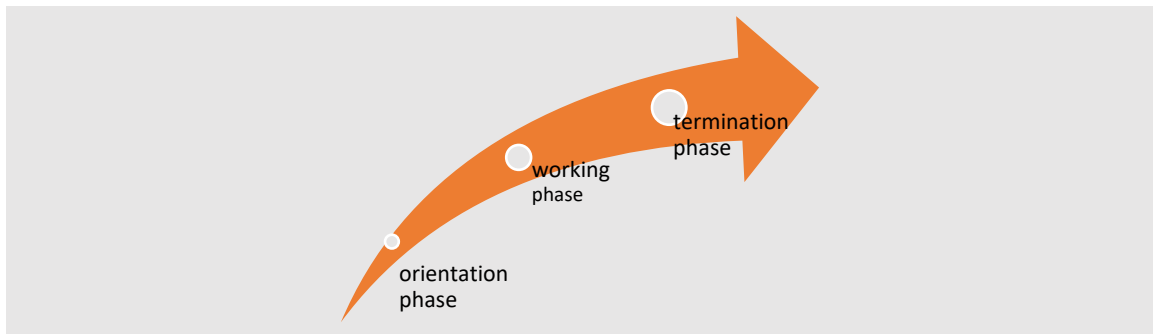 termination
phase
working
phase
orientation
phase